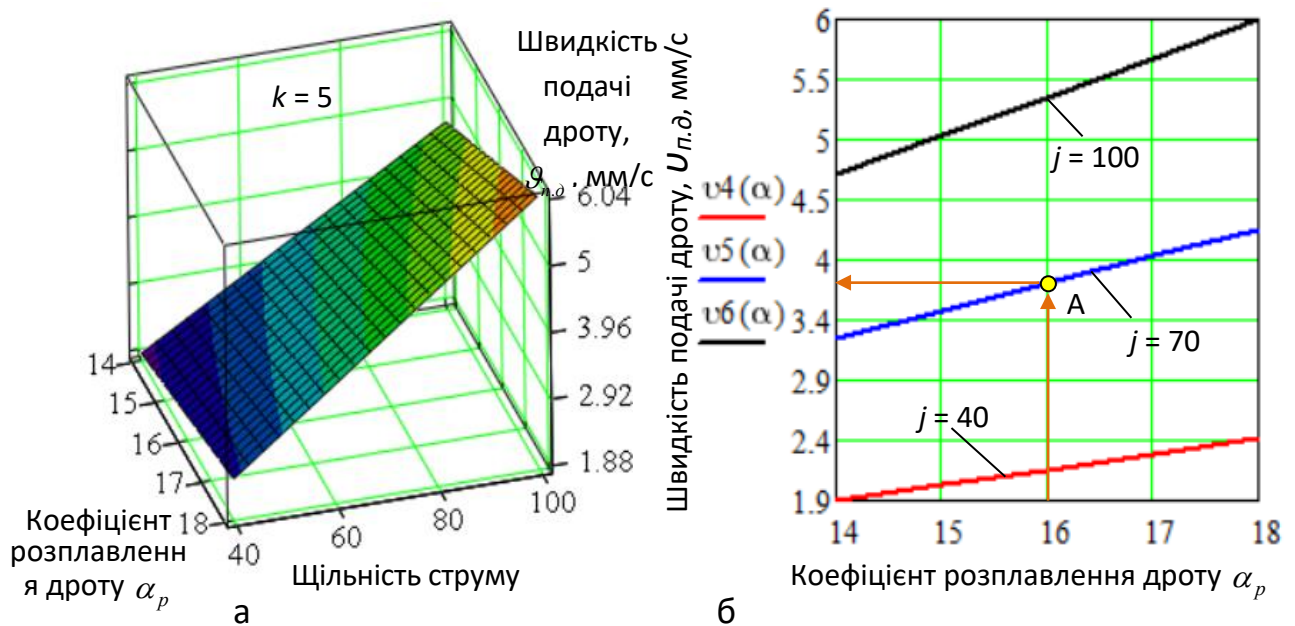 Швидкість
подачі
дроту,
𝜗п.д . мм/с
k = 5
6.04
5
3.96
2.92
1.88
14
15
16
17
18
40
60
80
100
Коефіцієнт
розплавленн
я дроту αр
Щільність струму
а
Швидкість подачі дроту, υп.д, мм/с
6
5.5
5
4.5
4
3.4
2.9
2.4
1.9
υ4(α)
υ5(α)
υ6(α)
j = 100
A
j = 70
j = 40
14
15
16
17
18
Коефіцієнт розплавлення дроту αр
б